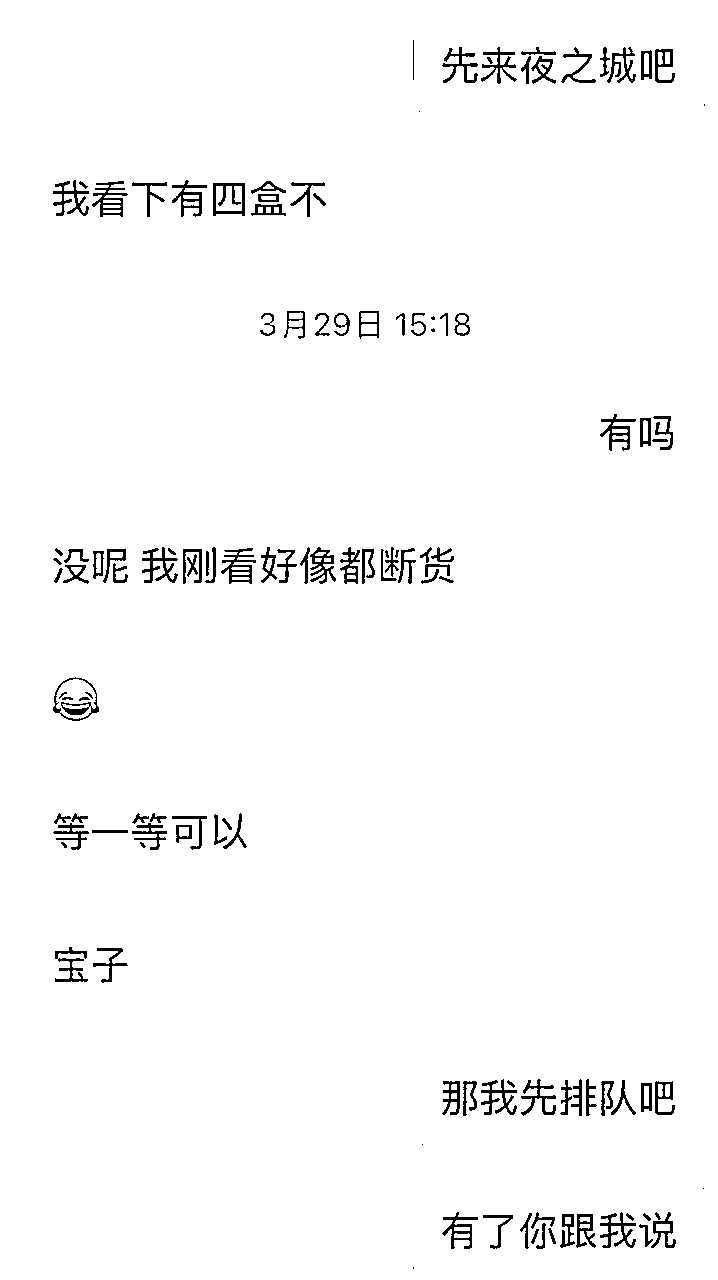 先来夜之城吧
我看下有四盒不
3月29日 15:18
有吗
没呢 我刚看好像都断货
😂
等一等可以
宝子
那我先排队吧
有了你跟我说